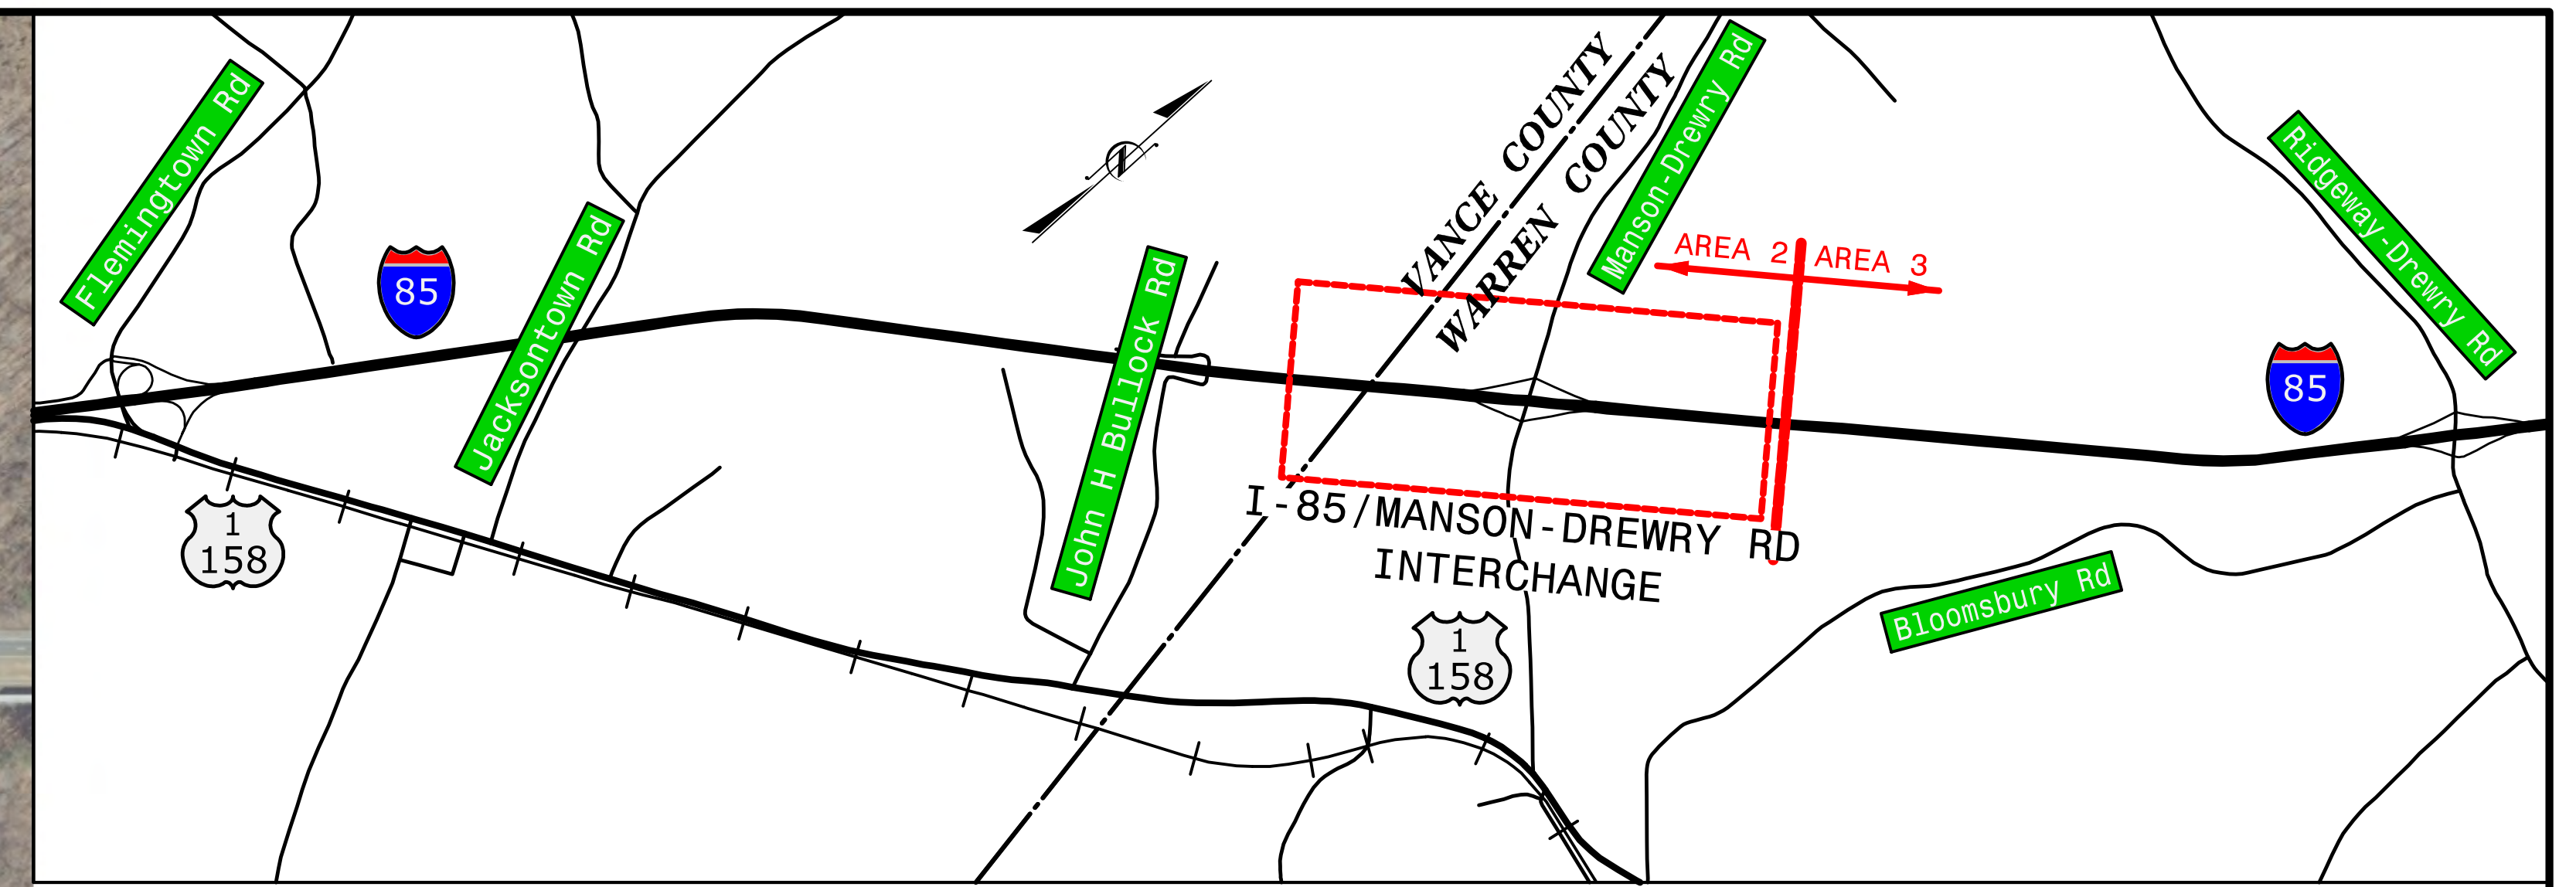 Flemingtown Rd
85
Jacksontown Rd
John H Bullock Rd
N
VANCE COUNTY
WARREN COUNTY
Manson-Drewry Rd
AREA 2
AREA 3
Ridgeway-Drewry Rd
85
I-85/MANSON-DREWRY RD
INTERCHANGE
1
158
1
158
Bloomsbury Rd